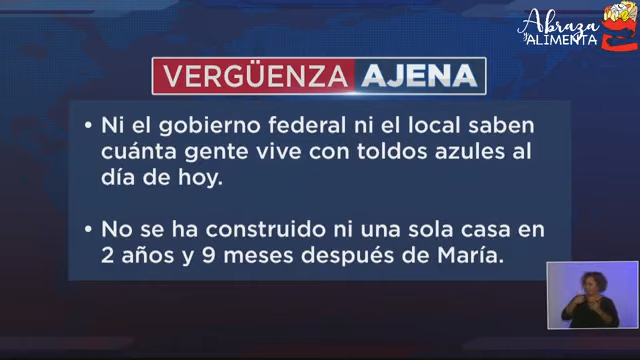 Abraza
y ALIMENTA
VERGÜENZA AJENA
• Ni el gobierno federal ni el local saben
cuánta gente vive con toldos azules al
día de hoy.
• No se ha construido ni una sola casa en
2 años y 9 meses después de María.